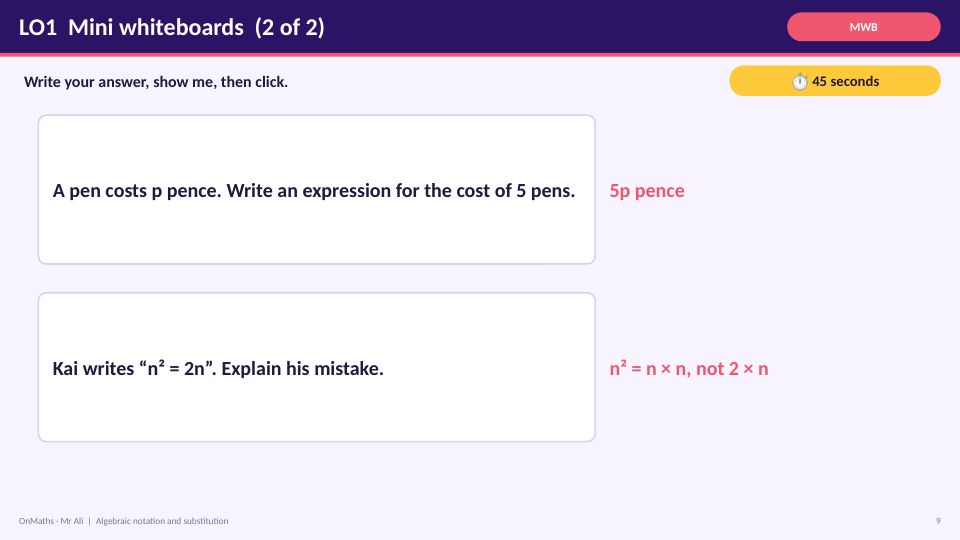 LO1 Mini whiteboards (2 of 2)
MWB
Write your answer, show me, then click.
⏱ 45 seconds
A pen costs p pence. Write an expression for the cost of 5 pens.
5p pence
Kai writes “n² = 2n”. Explain his mistake.
n² = n × n, not 2 × n
OnMaths · Mr Ali | Algebraic notation and substitution
9